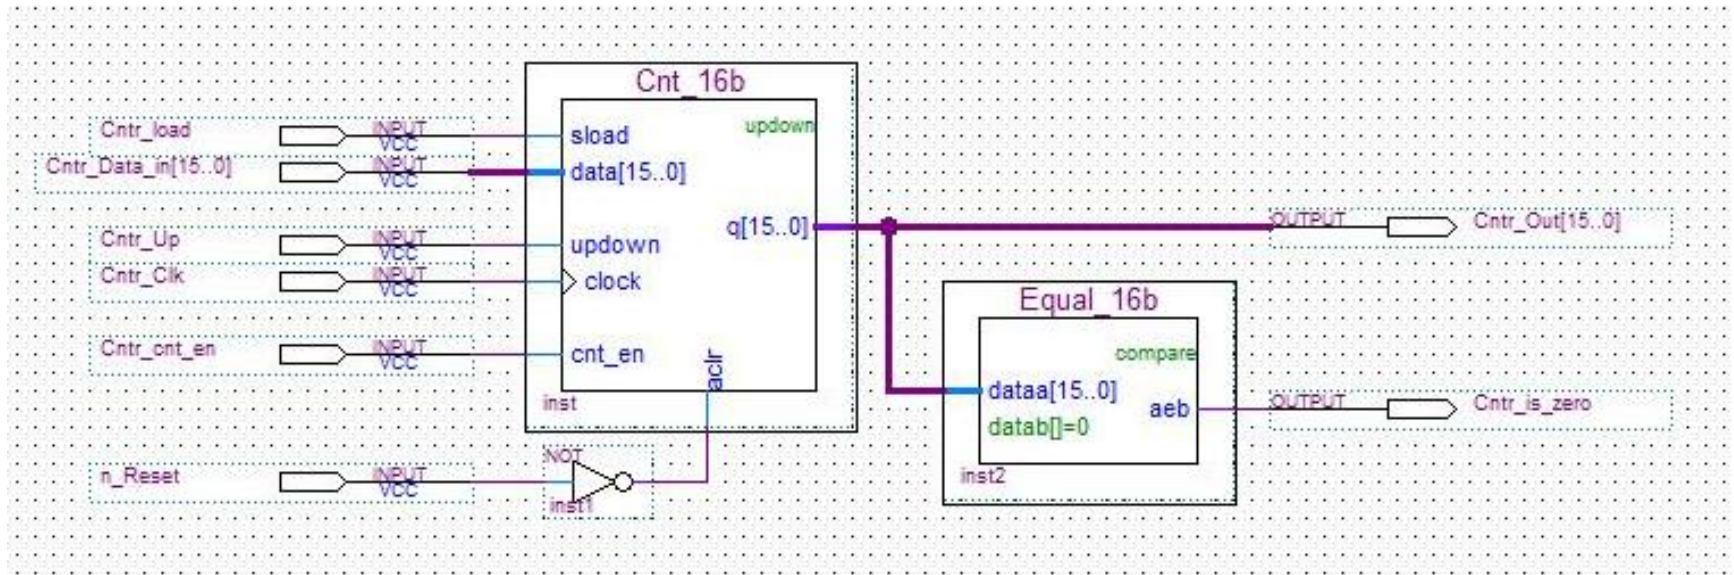 Cnt_16b
Cntr_load INPUT VCC sload updown
Cntr_Data_in[15..0] INPUT VCC data[15..0]
q[15..0] OUTPUT Cntr_Out[15..0]
Cntr_Up INPUT VCC updown
Cntr_Clk INPUT VCC clock
Equal_16b
Cntr_cnt_en INPUT VCC cnt_en aclr compare
dataa[15..0]
inst aeb OUTPUT Cntr_is_zero
datab[]=0
NOT
n_Reset INPUT VCC inst2
inst1